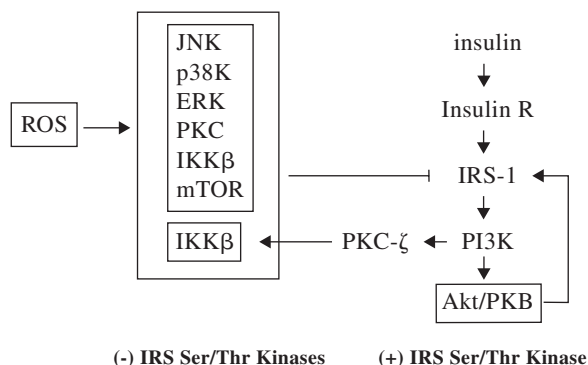 JNK
p38K
ERK
PKC
IKKβ
mTOR
ROS
IKKβ
PKC-ζ
insulin
Insulin R
IRS-1
PI3K
Akt/PKB
(-) IRS Ser/Thr Kinases
(+) IRS Ser/Thr Kinase